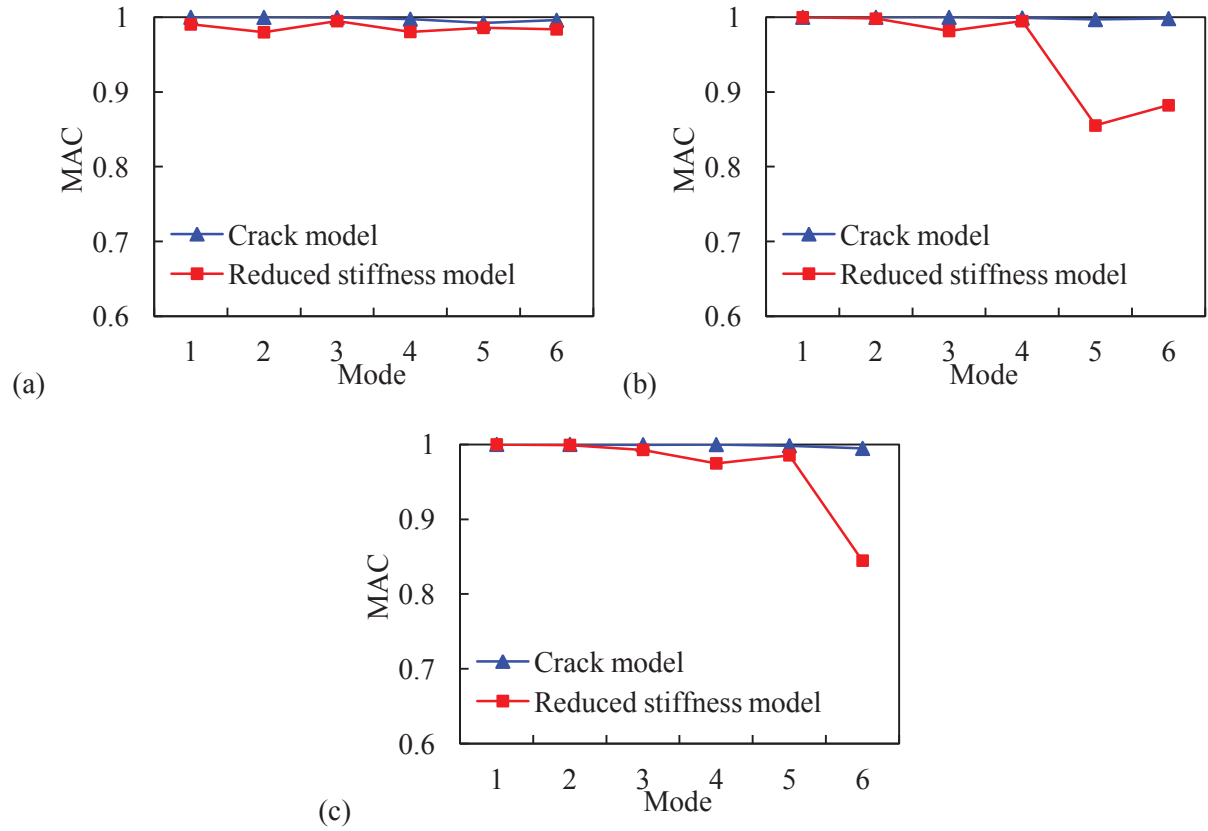 1
0.9
0.8
0.7
0.6
MAC
Crack model
Reduced stiffness model
1 2 3 4 5 6
Mode
(a)
1
0.9
0.8
0.7
0.6
MAC
Crack model
Reduced stiffness model
1 2 3 4 5 6
Mode
(b)
1
0.9
0.8
0.7
0.6
MAC
Crack model
Reduced stiffness model
1 2 3 4 5 6
Mode
(c)